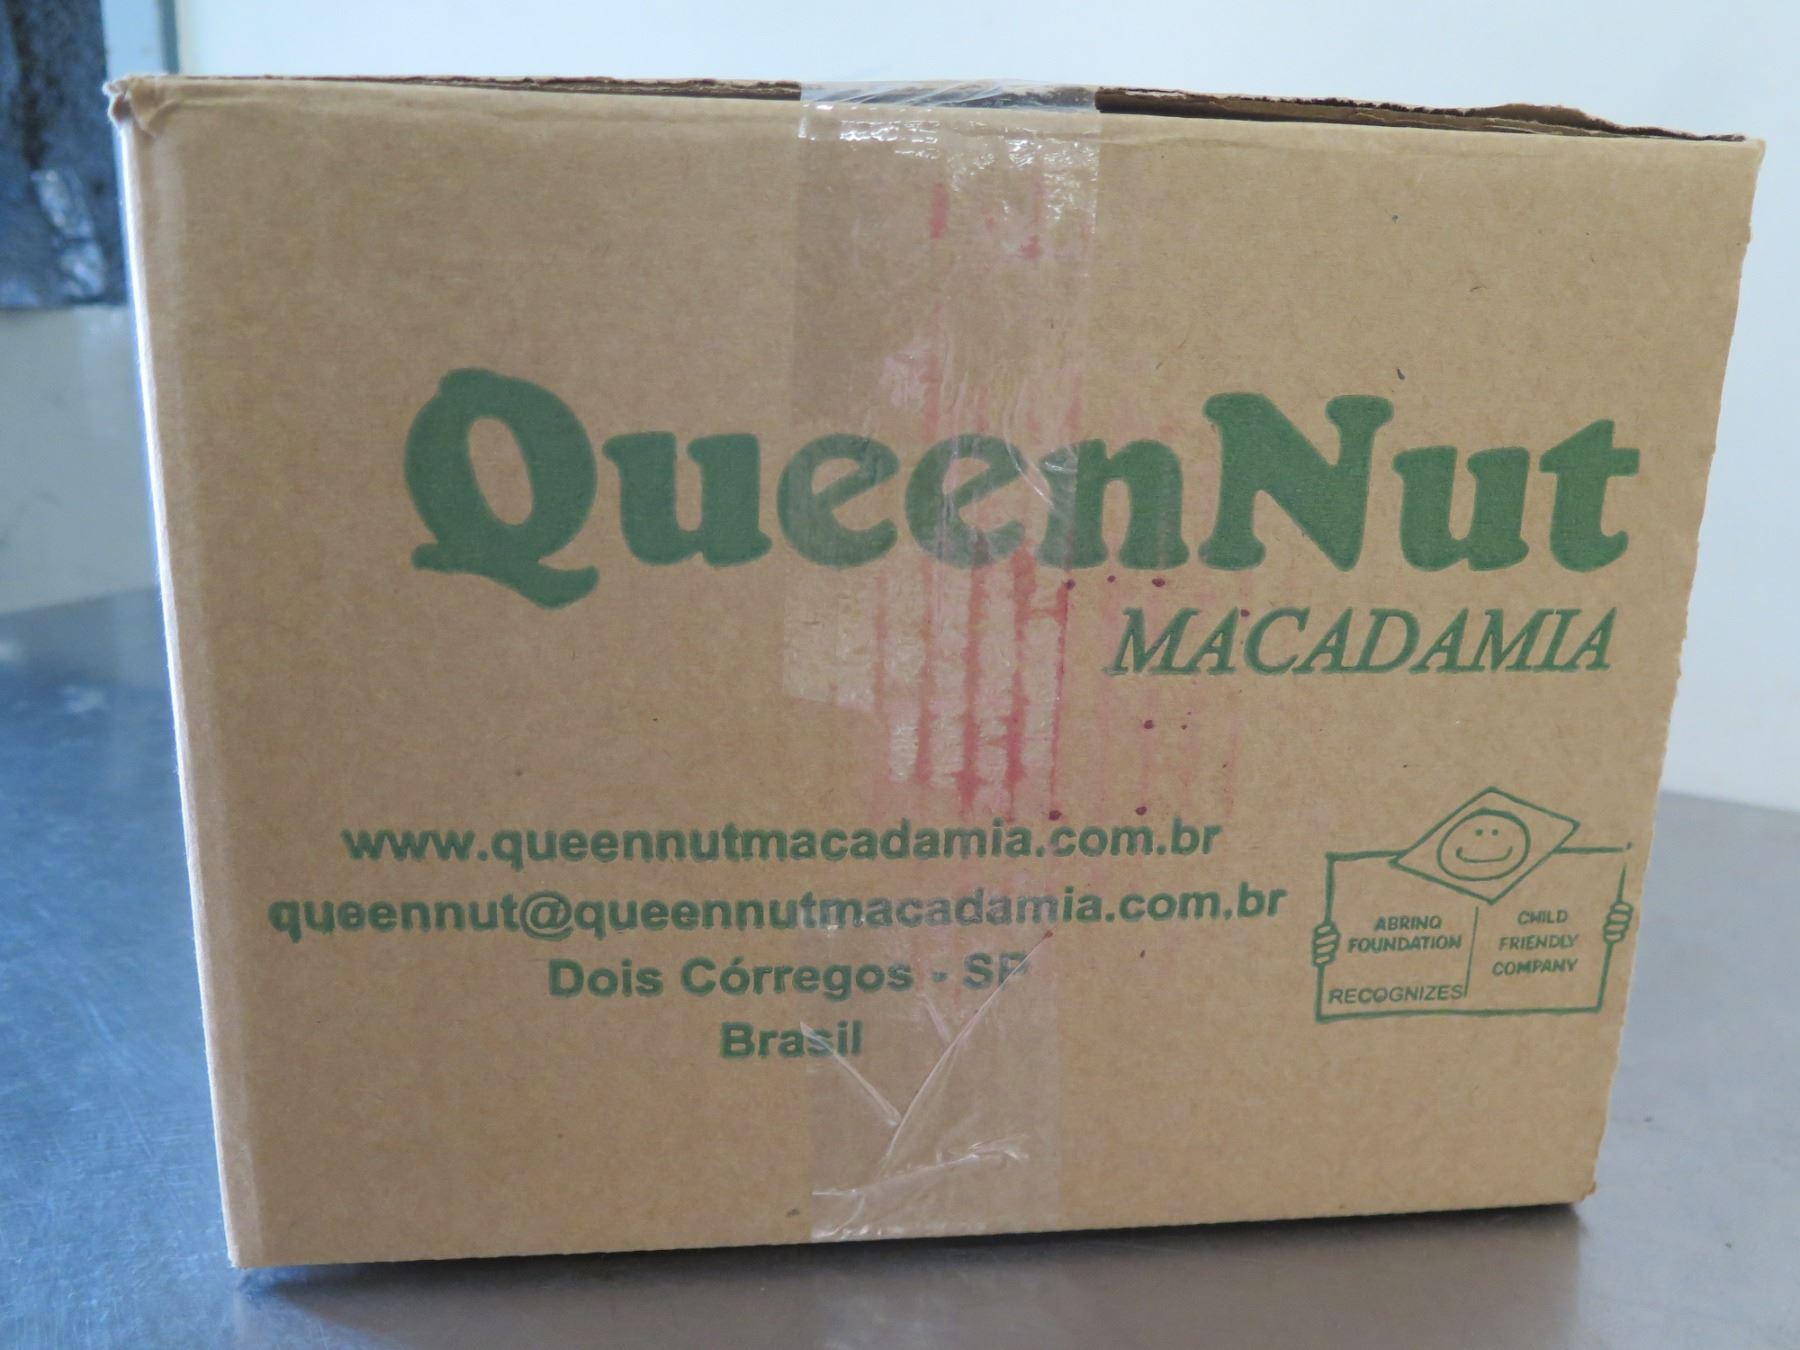 QueenNut
MACADAMIA
www.queennutmacadamia.com.br
queennut@queennutmacadamia.com.br
Dois Córregos - SP
Brasil
ABRINQ
FOUNDATION
RECOGNIZES
CHILD
FRIENDLY
COMPANY